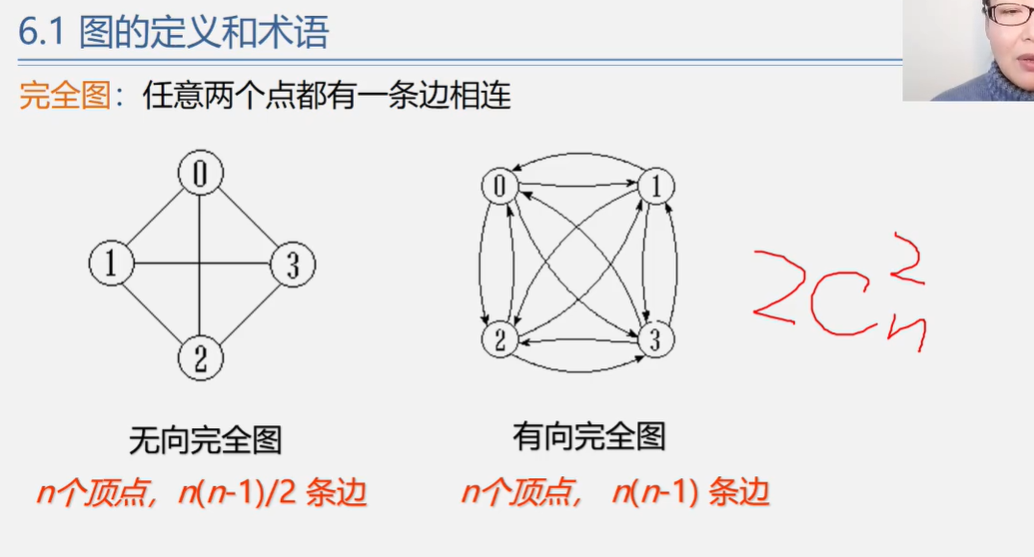 6.1 图的定义和术语
完全图：任意两个点都有一条边相连
0
1
3
2
0
1
2
3
2C²ₙ
无向完全图
有向完全图
n个顶点，n(n-1)/2 条边
n个顶点， n(n-1) 条边